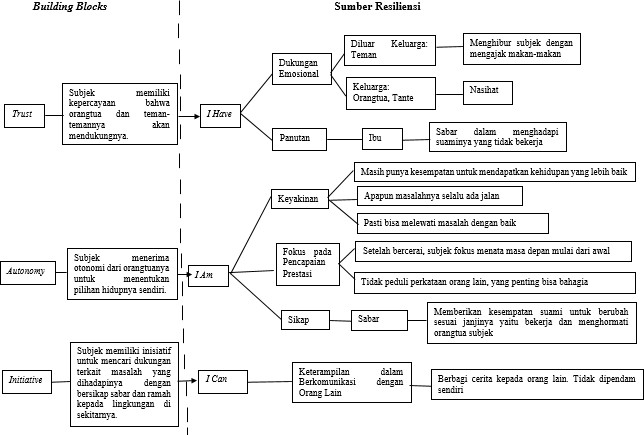 Building Blocks
Sumber Resiliensi
Trust
Subjek memiliki
kepercayaan bahwa
orangtua dan teman-
temannya akan
mendukungnya.
I Have
Dukungan
Emosional
Diluar Keluarga:
Teman
Menghibur subjek dengan
mengajak makan-makan
Keluarga:
Orangtua, Tante
Nasihat
Panutan
Ibu
Sabar dalam menghadapi
suaminya yang tidak bekerja
Autonomy
Subjek menerima
otonomi dari orangtuanya
untuk menentukan
pilihan hidupnya sendiri.
I Am
Keyakinan
Masih punya kesempatan untuk mendapatkan kehidupan yang lebih baik
Apapun masalahnya selalu ada jalan
Pasti bisa melewati masalah dengan baik
Fokus pada
Pencapaian
Prestasi
Setelah bercerai, subjek fokus menata masa depan mulai dari awal
Tidak peduli perkataan orang lain, yang penting bisa bahagia
Sikap
Sabar
Memberikan kesempatan suami untuk berubah
sesuai janjinya yaitu bekerja dan menghormati
orangtua subjek
Initiative
Subjek memiliki inisiatif
untuk mencari dukungan
terkait masalah yang
dihadapinya dengan
bersikap sabar dan ramah
kepada lingkungan di
sekitarnya.
I Can
Keterampilan dalam
Berkomunikasi dengan
Orang Lain
Berbagi cerita kepada orang lain. Tidak dipendam
sendiri